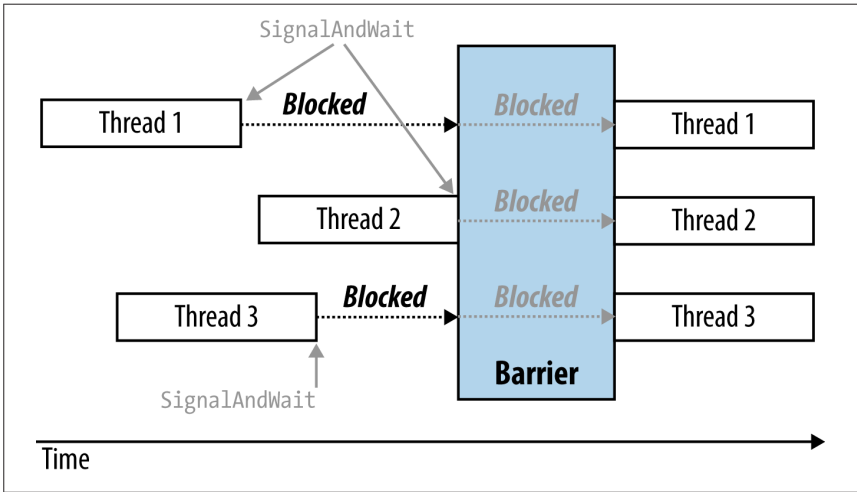 SignalAndWait
Thread 1
Blocked
Blocked
Thread 1
Thread 2
Blocked
Thread 2
Thread 3
Blocked
Blocked
Thread 3
Barrier
SignalAndWait
Time